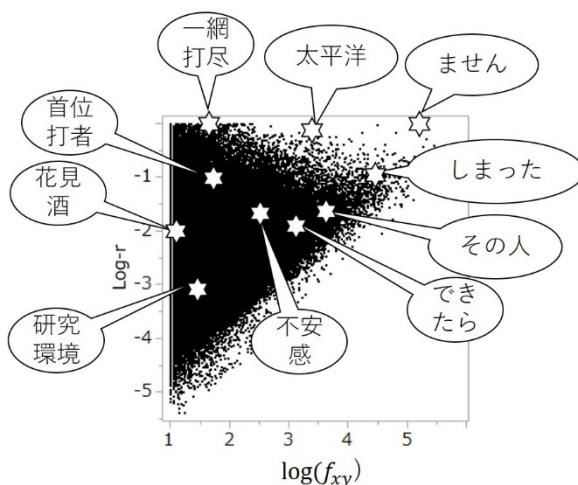 一網
打尽
太平洋
ません
首位
打者
しまった
花見
酒
その人
研究
環境
不安
感
でき
たら
Log-r
-1
-2
-3
-4
-5
1
2
3
4
5
log(f_{xy})